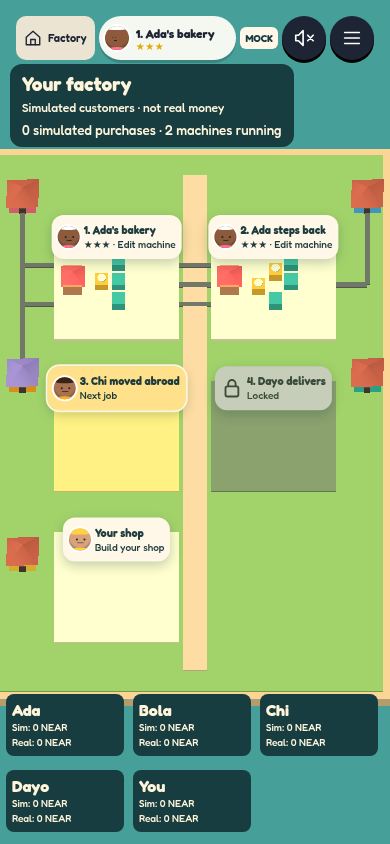 Factory
1. Ada's bakery
★★★
MOCK
Your factory
Simulated customers · not real money
0 simulated purchases · 2 machines running
1. Ada's bakery
★★★ · Edit machine
2. Ada steps back
★★★ · Edit machine
3. Chi moved abroad
Next job
4. Dayo delivers
Locked
Your shop
Build your shop
Ada
Sim: 0 NEAR
Real: 0 NEAR
Bola
Sim: 0 NEAR
Real: 0 NEAR
Chi
Sim: 0 NEAR
Real: 0 NEAR
Dayo
Sim: 0 NEAR
Real: 0 NEAR
You
Sim: 0 NEAR
Real: 0 NEAR